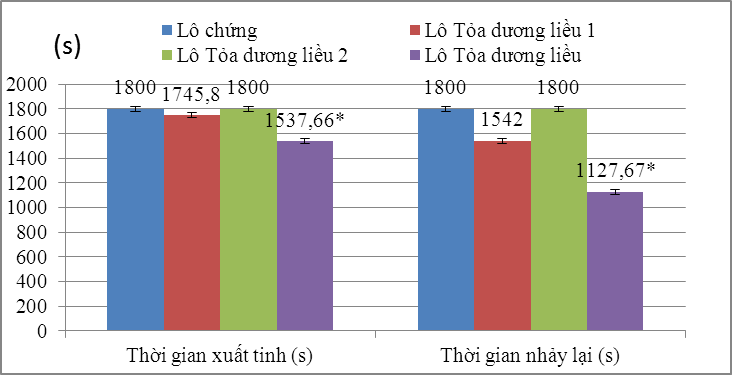 (s)
Lô chứng
Lô Tỏa dương liều 1
Lô Tỏa dương liều 2
Lô Tỏa dương liều
2000
1800
1600
1400
1200
1000
800
600
400
200
0
1800
1745,8
1800
1537,66*
1800
1542
1800
1127,67*
Thời gian xuất tinh (s)
Thời gian nhảy lại (s)